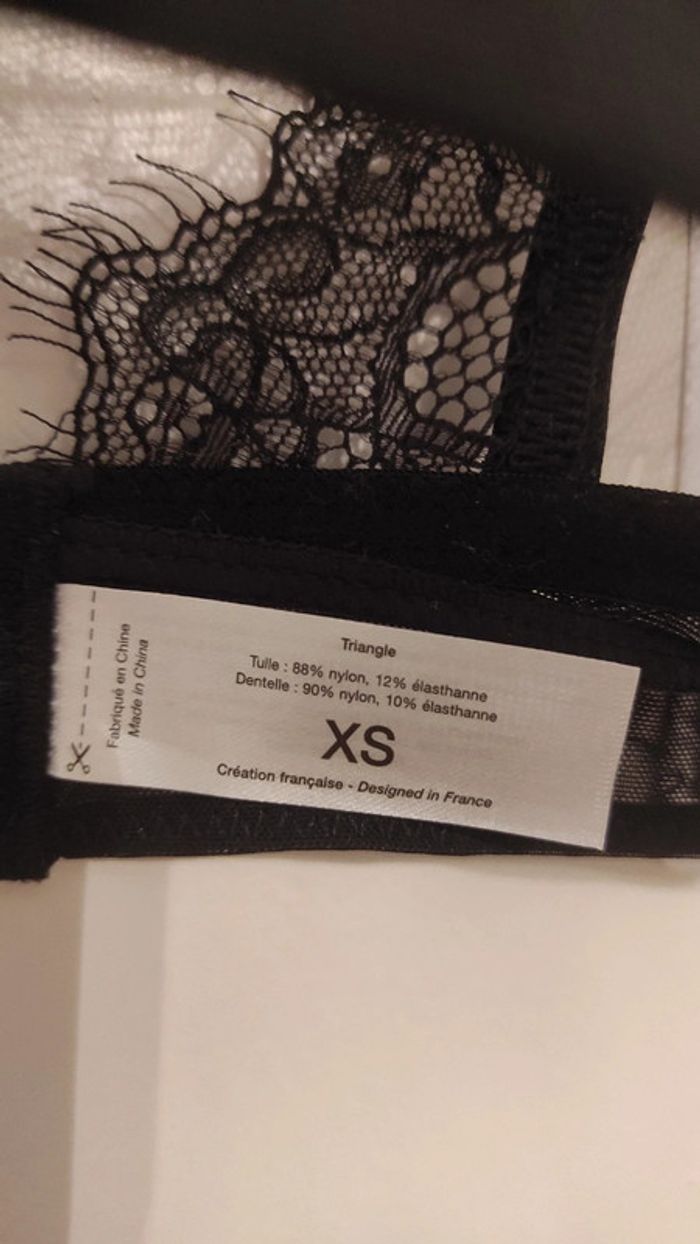 Fabriqué en Chine
Made in China
Triangle
Tulle : 88% nylon, 12% élasthanne
Dentelle : 90% nylon, 10% élasthanne
XS
Création française - Designed in France